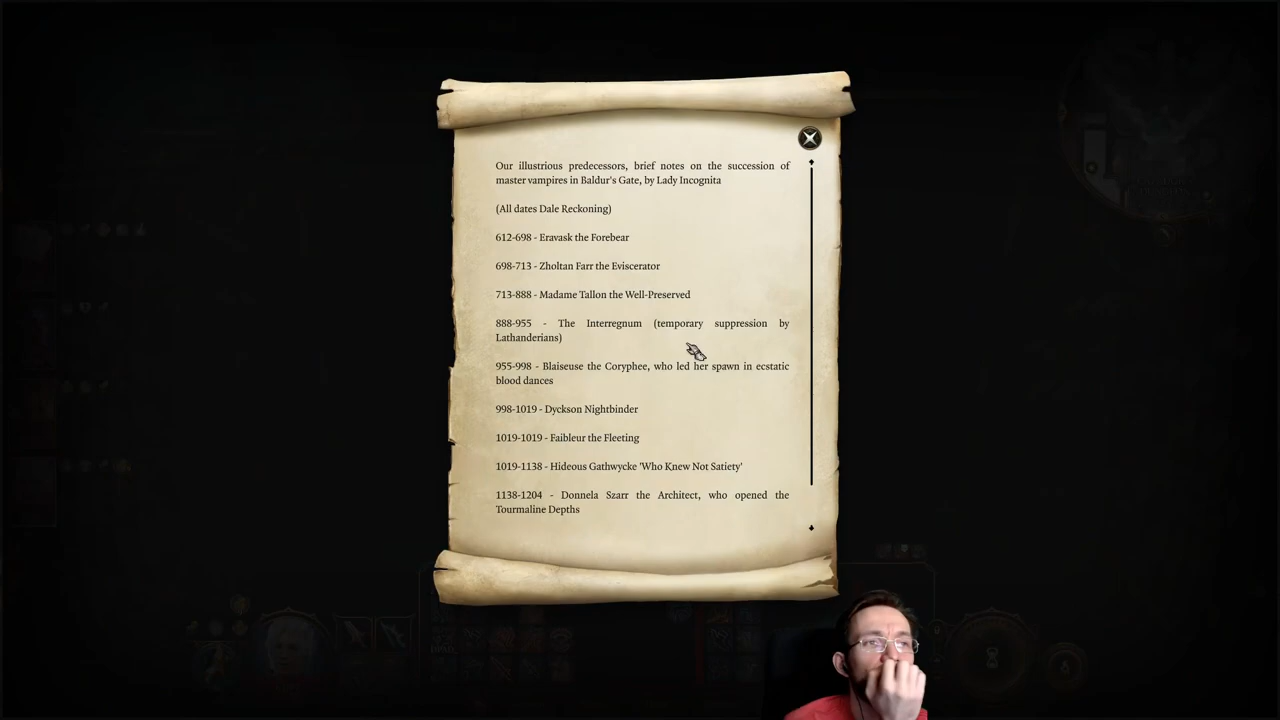 Our illustrious predecessors, brief notes on the succession of
master vampires in Baldur's Gate, by Lady Incognita
(All dates Dale Reckoning)
612-698 - Eravask the Forebear
698-713 - Zholtan Farr the Eviscerator
713-888 - Madame Tallon the Well-Preserved
888-955 - The Interregnum (temporary suppression by
Lathanderians)
955-998 - Blaiseuse the Coryphee, who led her spawn in ecstatic
blood dances
998-1019 - Dyckson Nightbinder
1019-1019 - Faibleur the Fleeting
1019-1138 - Hideous Gathwycke 'Who Knew Not Satiety'
1138-1204 - Donnela Szarr the Architect, who opened the
Tourmaline Depths